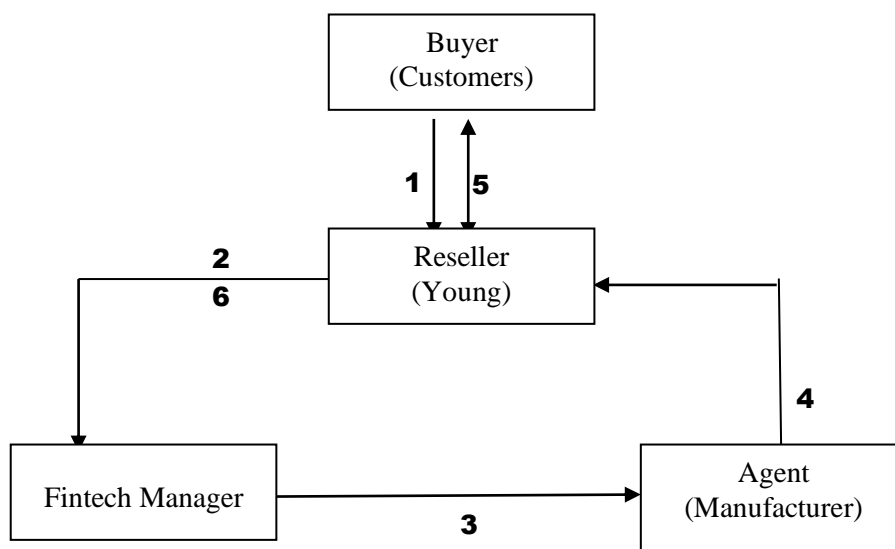 Buyer
(Customers)
1
5
2
6
Reseller
(Young)
4
Fintech Manager
3
Agent
(Manufacturer)